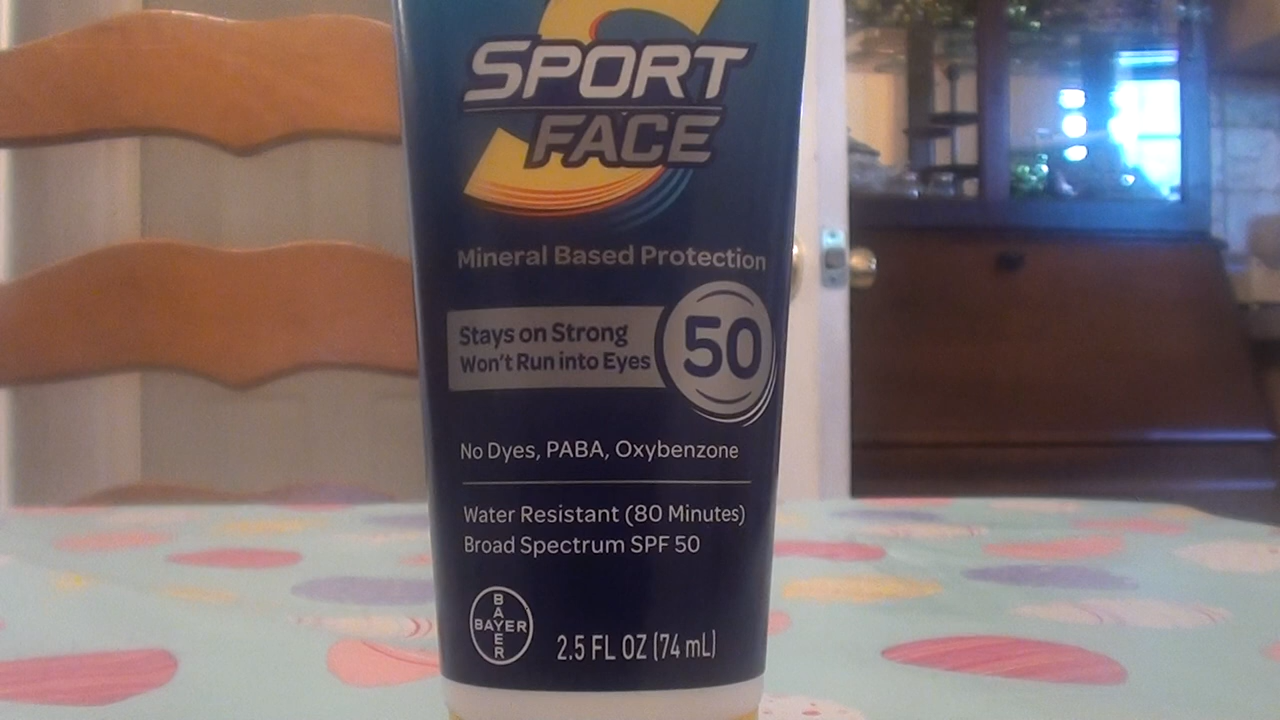 SPORT
FACE
Mineral Based Protection
Stays on Strong
Won't Run into Eyes
50
No Dyes, PABA, Oxybenzone
Water Resistant (80 Minutes)
Broad Spectrum SPF 50
BAYER
BAYER
2.5 FL OZ (74 mL)